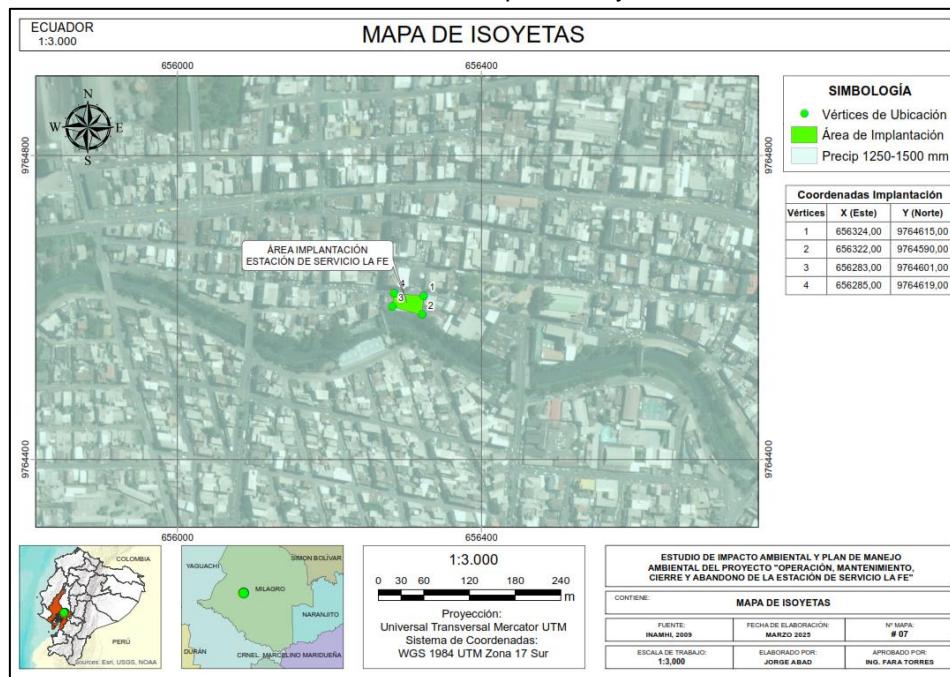 ECUADOR
1:3.000
MAPA DE ISOYETAS
656000
656400
9764800
9764800
N
W E
S
ÁREA IMPLANTACIÓN
ESTACIÓN DE SERVICIO LA FE
4
1
3
2
9764400
9764400
656000
656400
SIMBOLOGÍA
Vértices de Ubicación
Área de Implantación
Precip 1250-1500 mm
Coordenadas Implantación
Vértices X (Este) Y (Norte)
1 656324,00 9764615,00
2 656322,00 9764590,00
3 656283,00 9764601,00
4 656285,00 9764619,00
COLOMBIA
PERÚ
Sources: Esri, USGS, NOAA
SIMON BOLÍVAR
YAGUACHI
MILAGRO
NARANJITO
DURÁN
CRNEL. MARCELINO MARIDUEÑA
1:3.000
0 30 60 120 180 240
m
Proyección:
Universal Transversal Mercator UTM
Sistema de Coordenadas:
WGS 1984 UTM Zona 17 Sur
ESTUDIO DE IMPACTO AMBIENTAL Y PLAN DE MANEJO
AMBIENTAL DEL PROYECTO "OPERACIÓN, MANTENIMIENTO,
CIERRE Y ABANDONO DE LA ESTACIÓN DE SERVICIO LA FE"
CONTIENE:
MAPA DE ISOYETAS
FUENTE:
INAMHI, 2009
FECHA DE ELABORACIÓN:
MARZO 2025
Nº MAPA:
# 07
ESCALA DE TRABAJO:
1:3,000
ELABORADO POR:
JORGE ABAD
APROBADO POR:
ING. FARA TORRES